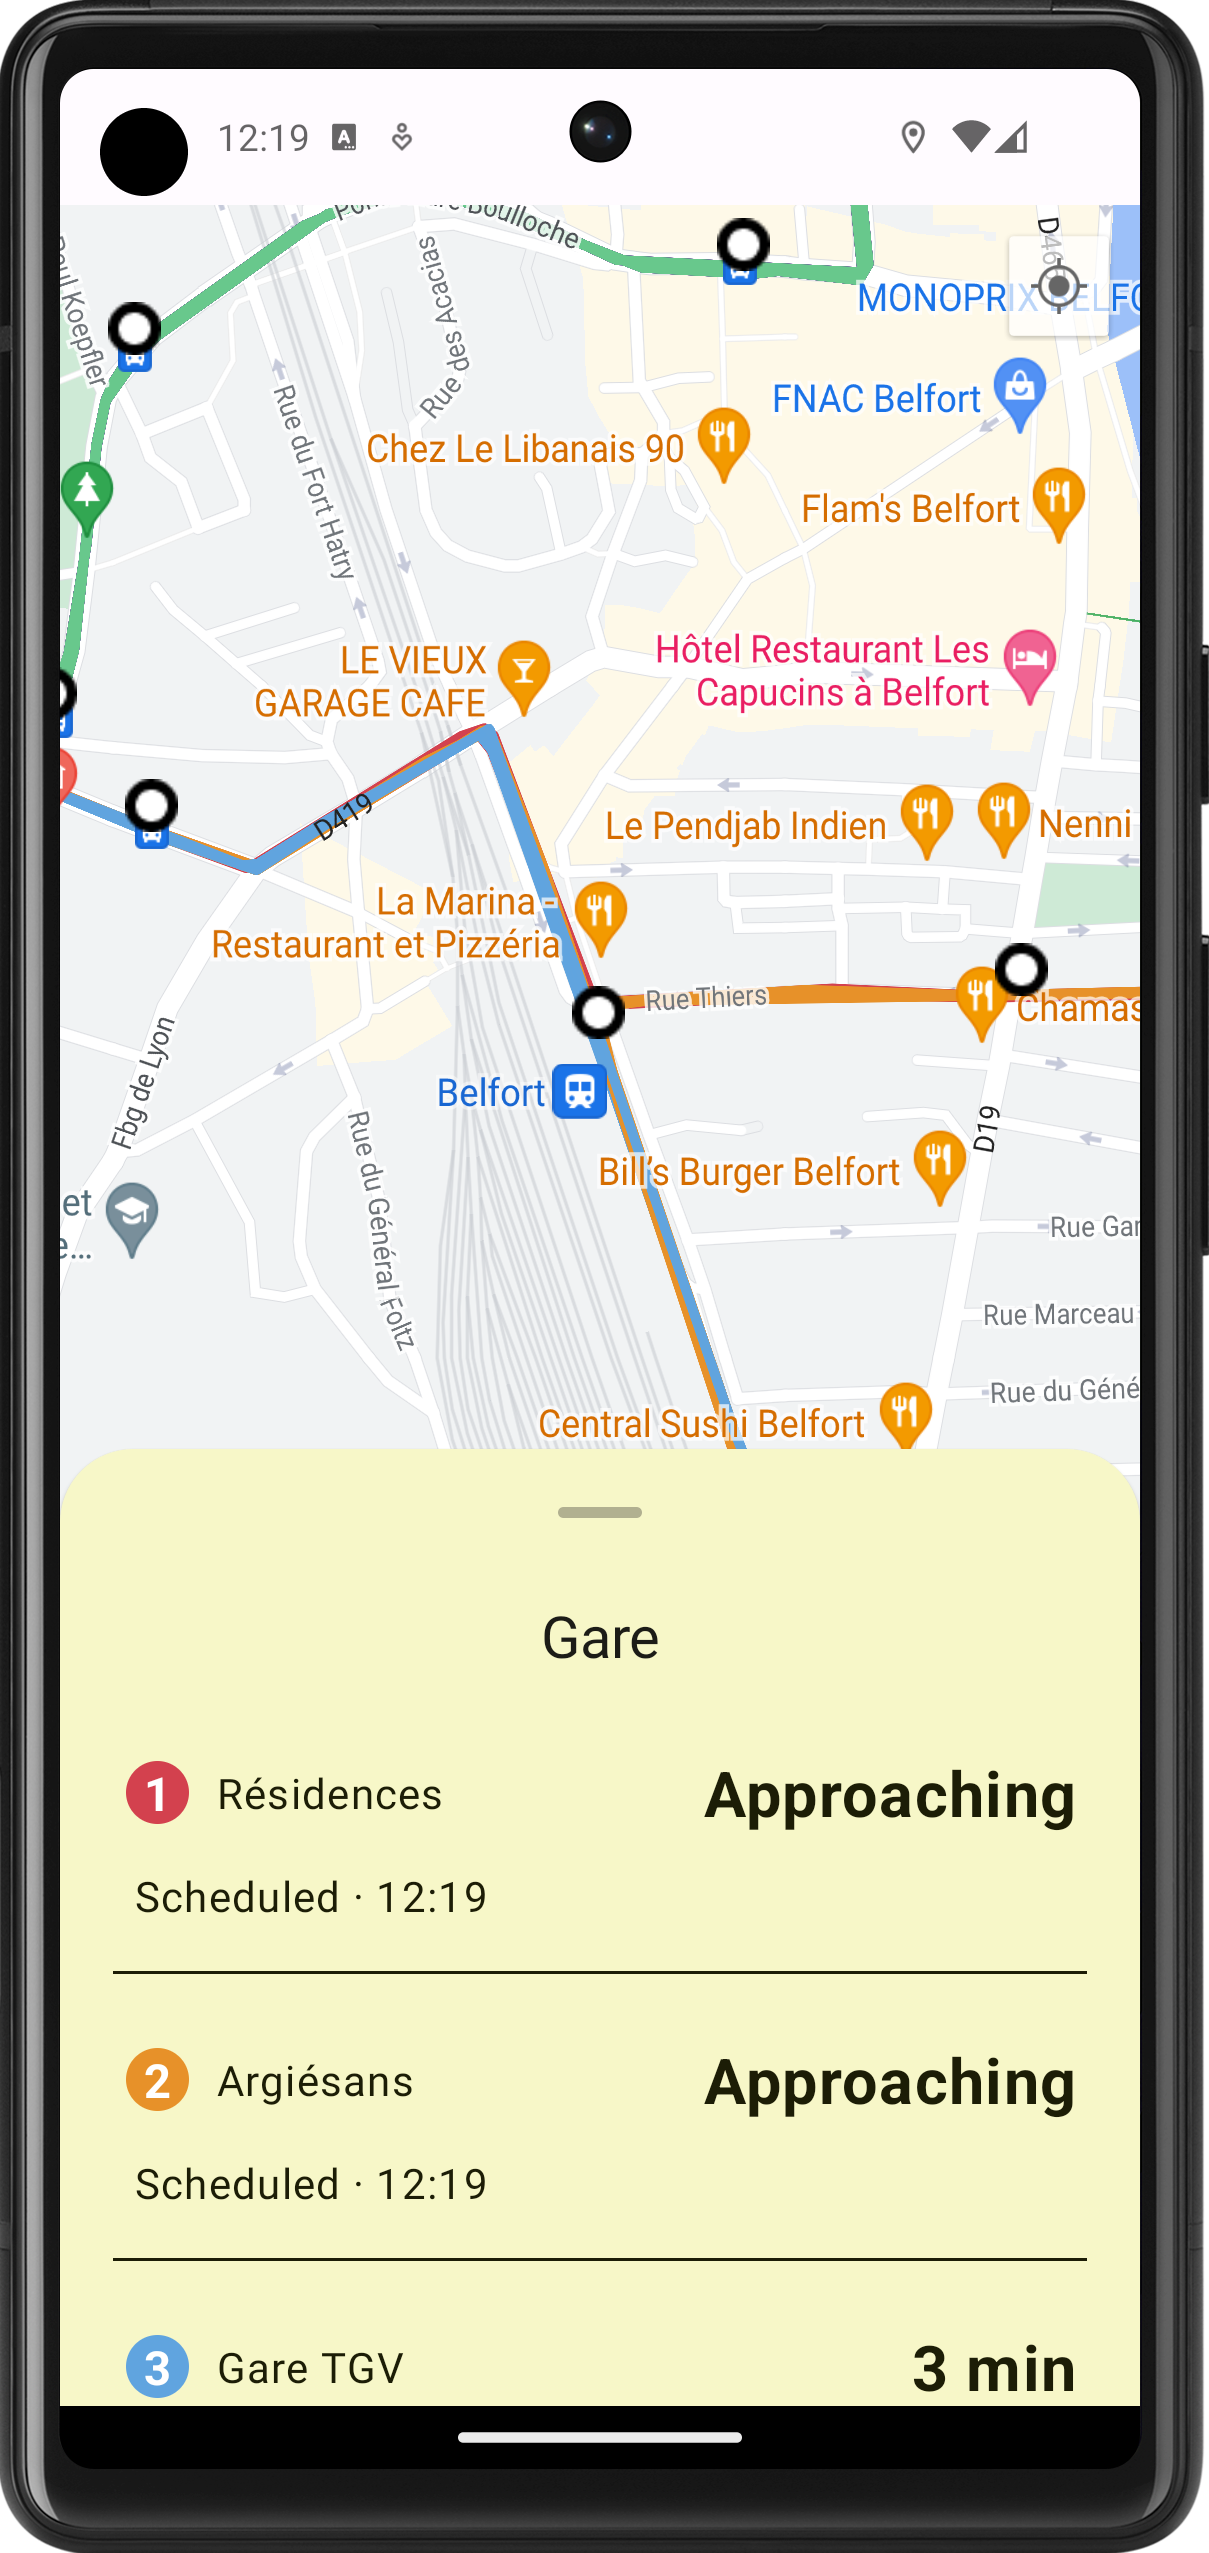 12:19
Boulloche
D
MONOPRIX BELFO
Koepfler
Rue des Acacias
Rue du Fort Hatry
FNAC Belfort
Chez Le Libanais 90
Flam's Belfort
LE VIEUX
GARAGE CAFE
Hôtel Restaurant Les
Capucins à Belfort
D419
Le Pendjab Indien
Nenni
La Marina -
Restaurant et Pizzéria
Rue Thiers
Chamas
Fbg de Lyon
Belfort
D19
Bill's Burger Belfort
et
e...
Rue du Général Foltz
Rue Gar
Rue Marceau
Rue du Géné
Central Sushi Belfort
Gare
1 Résidences Approaching
Scheduled · 12:19
2 Argiésans Approaching
Scheduled · 12:19
3 Gare TGV 3 min